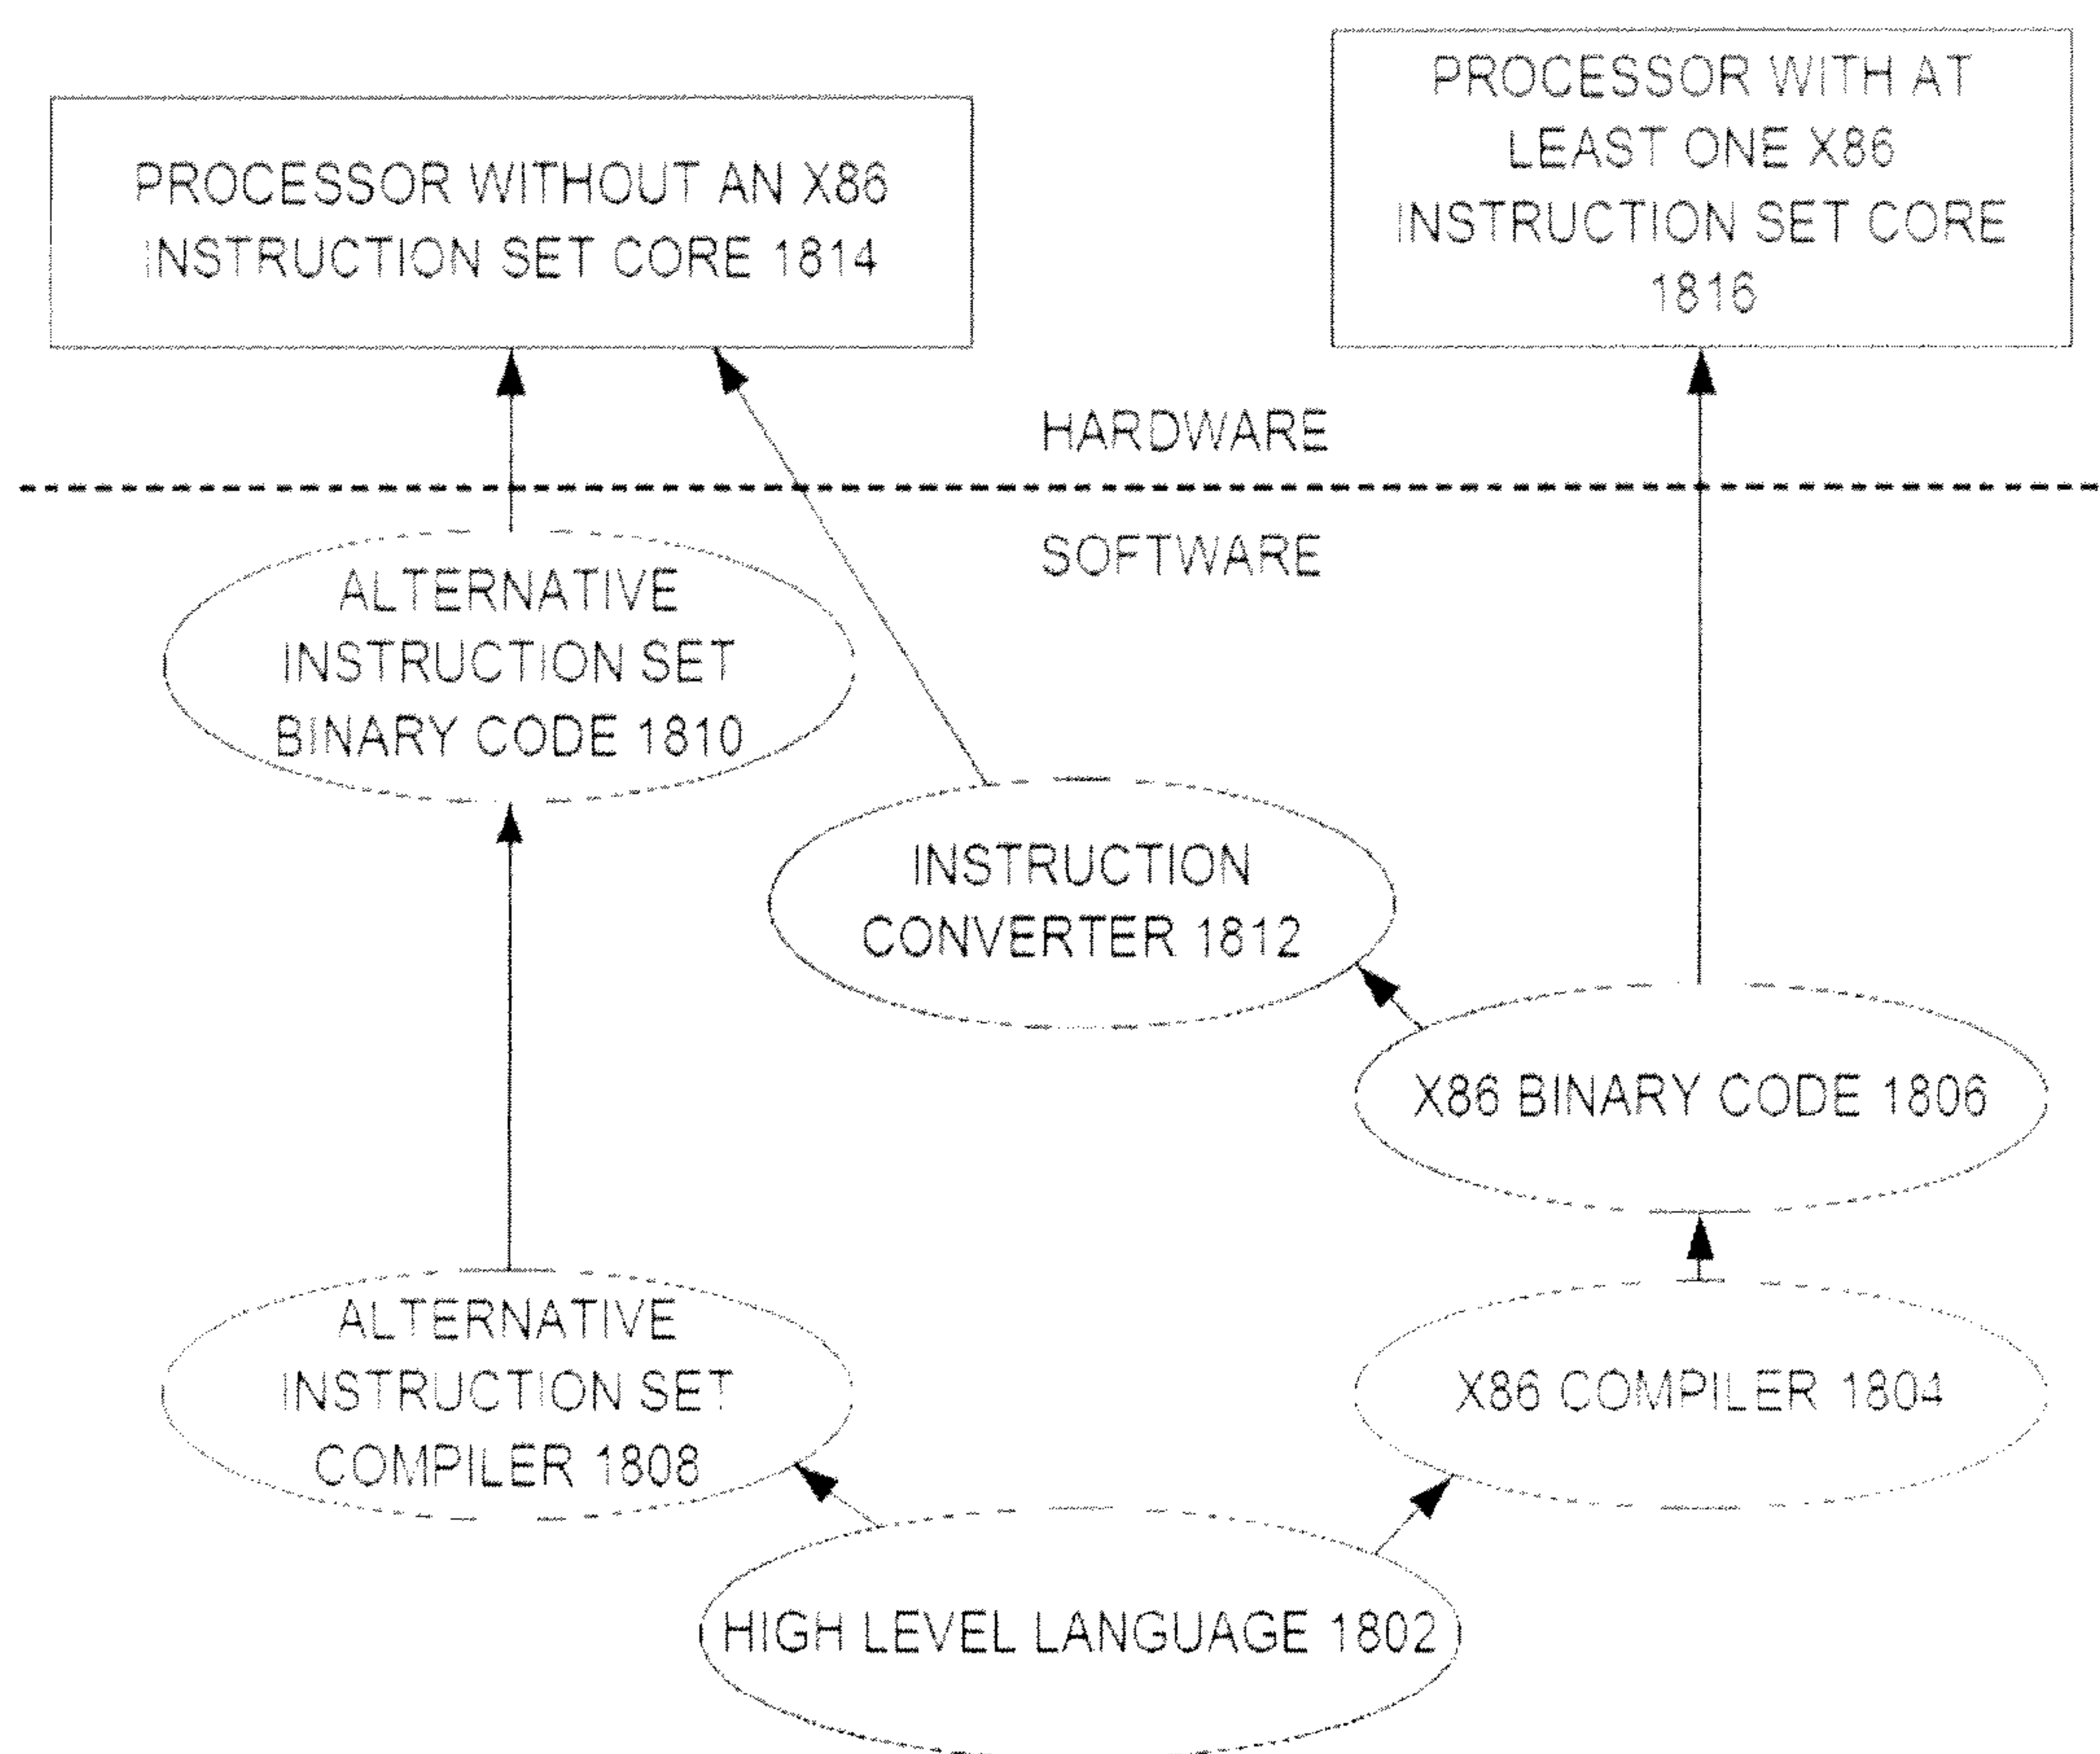 PROCESSOR WITHOUT AN X86
INSTRUCTION SET CORE 1814
PROCESSOR WITH AT
LEAST ONE X86
INSTRUCTION SET CORE
1816
HARDWARE
SOFTWARE
ALTERNATIVE
INSTRUCTION SET
BINARY CODE 1810
INSTRUCTION
CONVERTER 1812
X86 BINARY CODE 1806
ALTERNATIVE
INSTRUCTION SET
COMPILER 1808
X86 COMPILER 1804
HIGH LEVEL LANGUAGE 1802